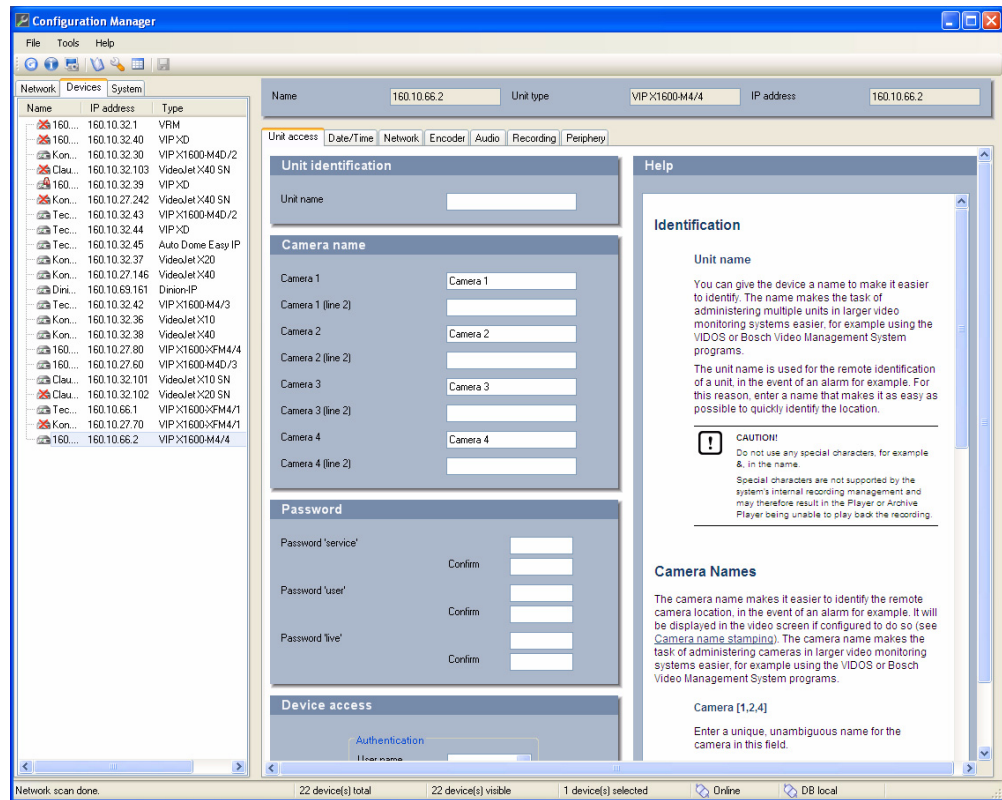 Configuration Manager
File Tools Help
Network Devices System
Name IP address Type
160.... 160.10.32.1 VRM
160.... 160.10.32.40 VIP XD
Kon... 160.10.32.30 VIP X1600-M4D/2
Clau... 160.10.32.103 VideoJet X40 SN
160.... 160.10.32.39 VIP XD
Kon... 160.10.27.242 VideoJet X40 SN
Tec... 160.10.32.43 VIP X1600-M4D/2
Tec... 160.10.32.44 VIP XD
Tec... 160.10.32.45 Auto Dome Easy IP
Kon... 160.10.32.37 VideoJet X20
Kon... 160.10.27.146 VideoJet X40
Dini... 160.10.69.161 Dinion-IP
Tec... 160.10.32.42 VIP X1600-M4/3
Kon... 160.10.32.36 VideoJet X10
Kon... 160.10.32.38 VideoJet X40
160.... 160.10.27.80 VIP X1600-XFM4/4
160.... 160.10.27.60 VIP X1600-M4D/3
Clau... 160.10.32.101 VideoJet X10 SN
Clau... 160.10.32.102 VideoJet X20 SN
Tec... 160.10.66.1 VIP X1600-XFM4/1
Kon... 160.10.27.70 VIP X1600-XFM4/1
160.... 160.10.66.2 VIP X1600-M4/4
Name 160.10.66.2 Unit type VIP X1600-M4/4 IP address 160.10.66.2
Unit access Date/Time Network Encoder Audio Recording Periphery
Unit identification
Unit name
Camera name
Camera 1 Camera 1
Camera 1 (line 2)
Camera 2 Camera 2
Camera 2 (line 2)
Camera 3 Camera 3
Camera 3 (line 2)
Camera 4 Camera 4
Camera 4 (line 2)
Password
Password 'service'
Confirm
Password 'user'
Confirm
Password 'live'
Confirm
Device access
Authentication
User name
Help
Identification
Unit name
You can give the device a name to make it easier
to identify. The name makes the task of
administering multiple units in larger video
monitoring systems easier, for example using the
VIDOS or Bosch Video Management System
programs.
The unit name is used for the remote identification
of a unit, in the event of an alarm for example. For
this reason, enter a name that makes it as easy as
possible to quickly identify the location.
CAUTION!
Do not use any special characters, for example
&, in the name.
Special characters are not supported by the
system's internal recording management and
may therefore result in the Player or Archive
Player being unable to play back the recording.
Camera Names
The camera name makes it easier to identify the remote
camera location, in the event of an alarm for example. It will
be displayed in the video screen if configured to do so (see
Camera name stamping). The camera name makes the
task of administering cameras in larger video monitoring
systems easier, for example using the VIDOS or Bosch
Video Management System programs.
Camera [1,2,4]
Enter a unique, unambiguous name for the
camera in this field.
Network scan done. 22 device(s) total 22 device(s) visible 1 device(s) selected Online DB local